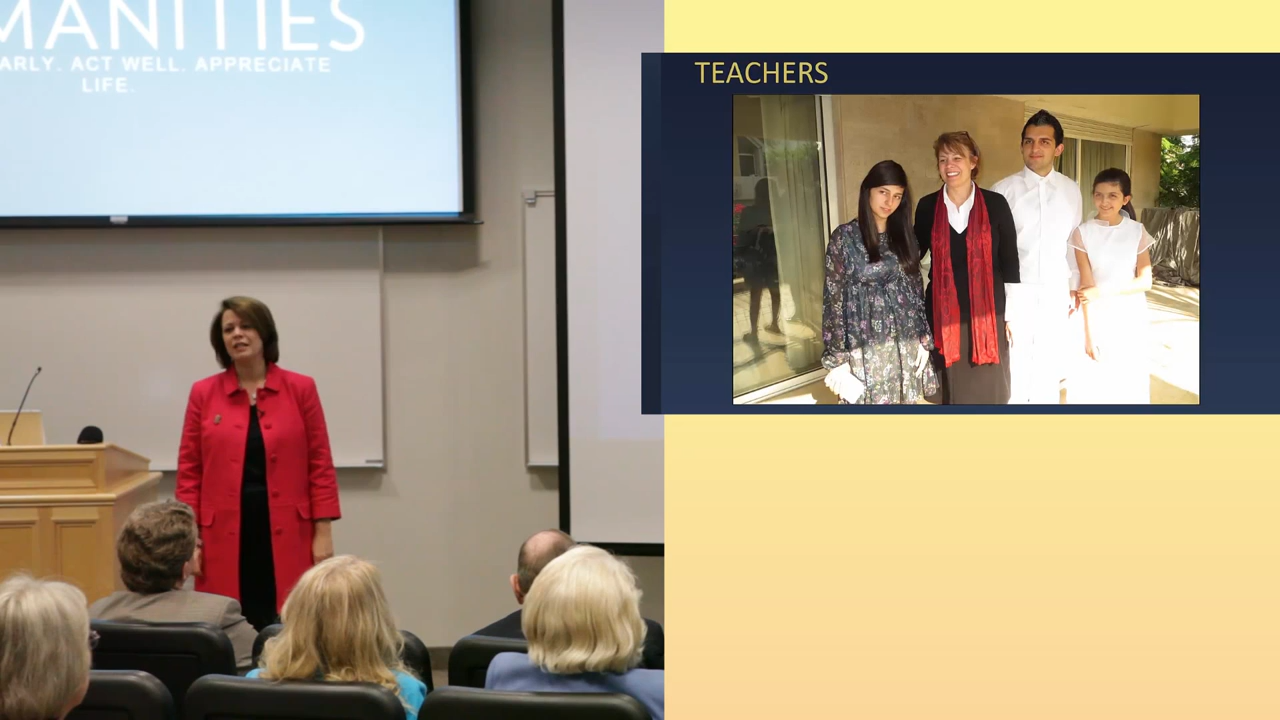 MANITIES
ARLY. ACT WELL. APPRECIATE
LIFE.
TEACHERS